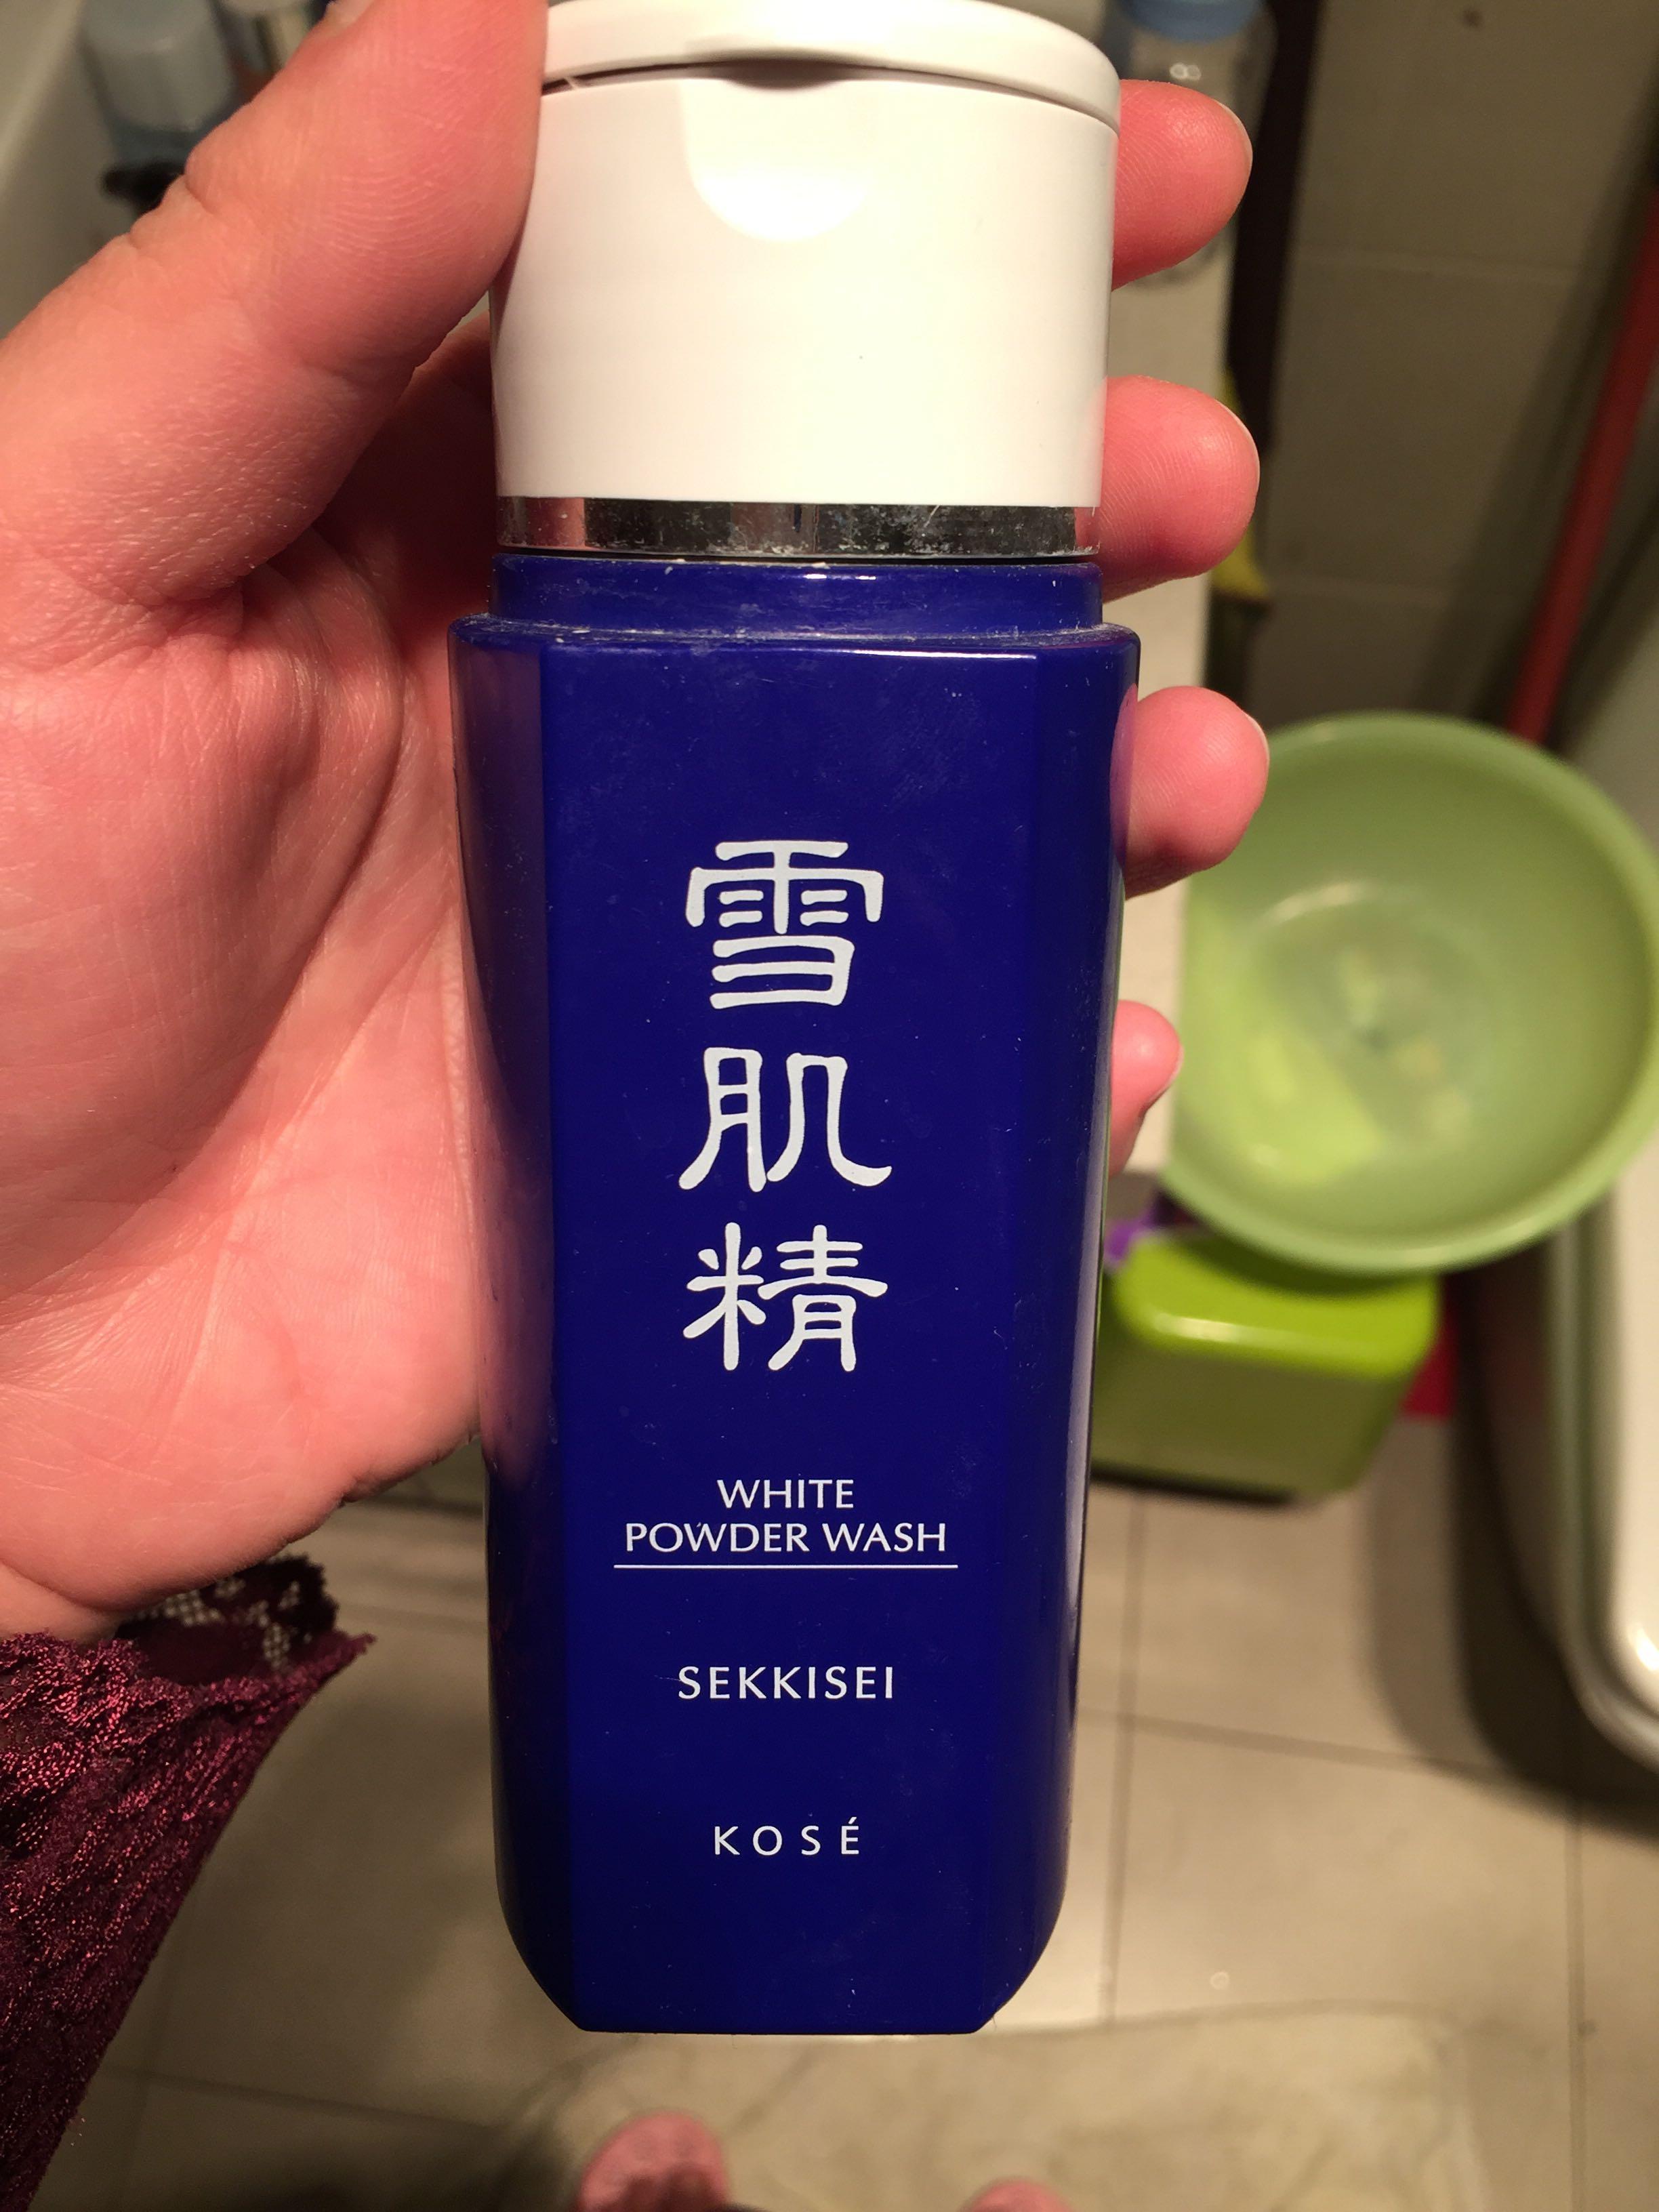 雪
肌
精
WHITE
POWDER WASH
SEKKISEI
KOSÉ